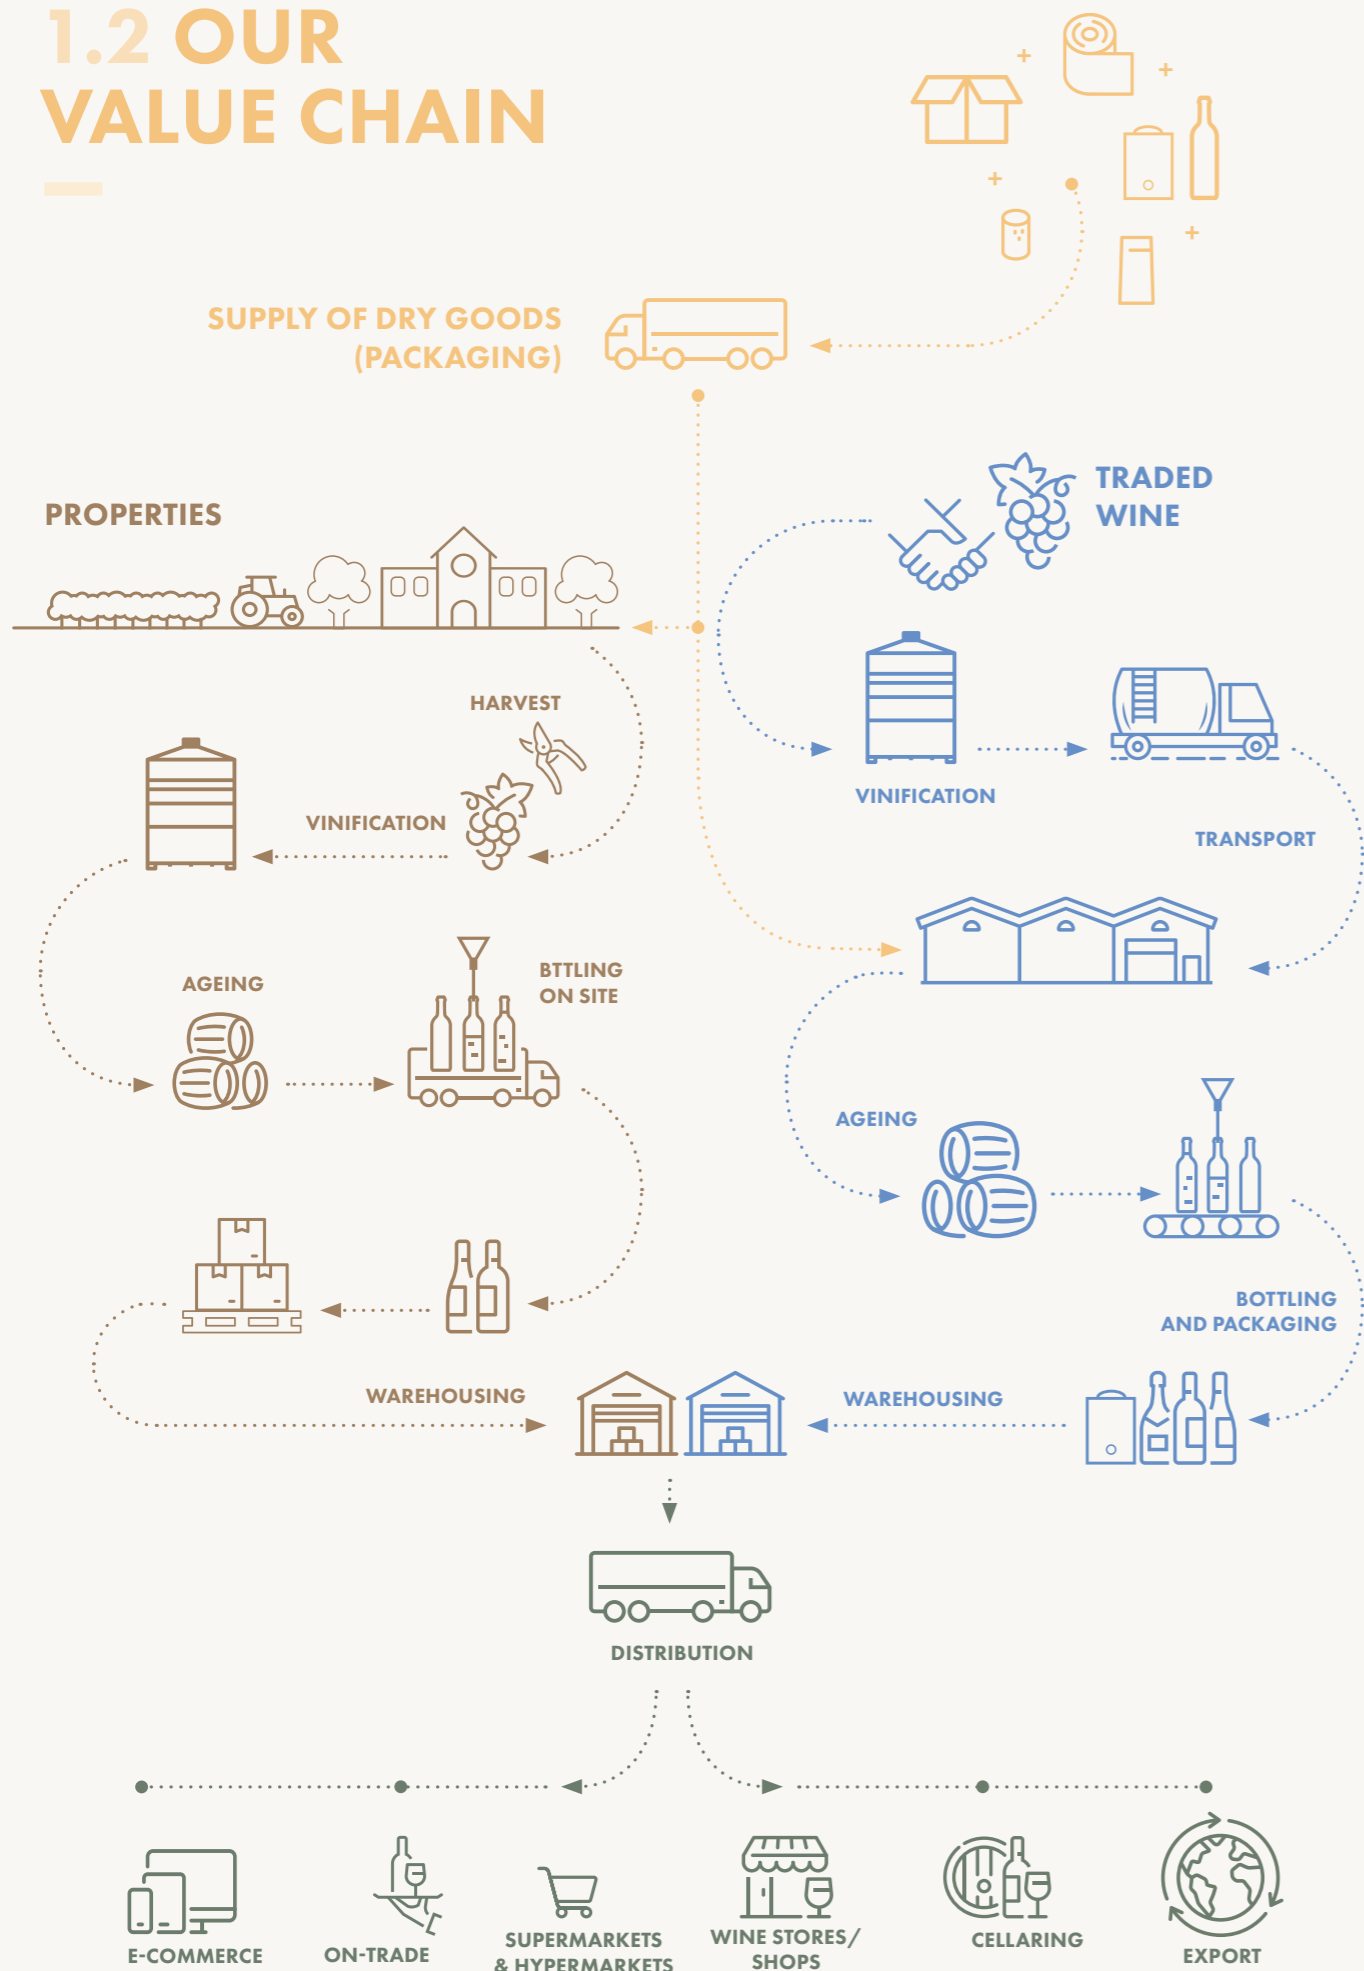 1.2 OUR
VALUE CHAIN
SUPPLY OF DRY GOODS
(PACKAGING)
TRADED
WINE
PROPERTIES
HARVEST
VINIFICATION
VINIFICATION
TRANSPORT
AGEING
BTTLING
ON SITE
AGEING
BOTTLING
AND PACKAGING
WAREHOUSING
WAREHOUSING
DISTRIBUTION
E-COMMERCE
ON-TRADE
SUPERMARKETS
& HYPERMARKETS
WINE STORES/
SHOPS
CELLARING
EXPORT